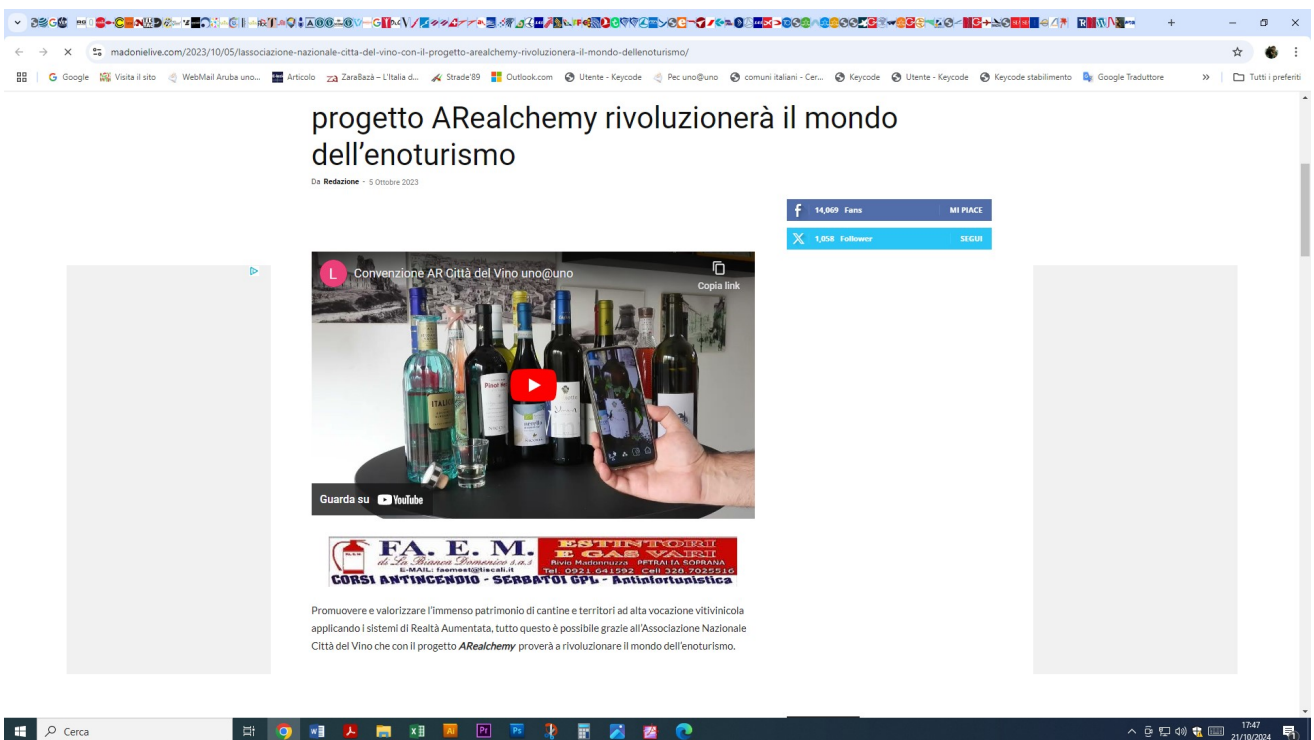 madonielive.com/2023/10/05/lassociazione-nazionale-citta-del-vino-con-il-progetto-arealchemy-rivoluzionera-il-mondo-dellenoturismo/
Google
Visita il sito
WebMail Aruba uno...
Articolo
ZaraBazà – L'Italia d...
Strade'89
Outlook.com
Utente - Keycode
Pec uno@uno
comuni italiani - Cer...
Keycode
Utente - Keycode
Keycode stabilimento
Google Traduttore
Tutti i preferiti
progetto ARealchemy rivoluzionerà il mondo
dell'enoturismo
Da Redazione - 5 Ottobre 2023
14,069 Fans MI PIACE
1,058 Follower SEGUI
L Convenzione AR Città del Vino uno@uno
Copia link
ITALIC
Pinot
Guarda su YouTube
FA. E. M.
di La Bianca Domenico s.a.s
E-MAIL: faemest@tiscali.it
ESTINTORI
E GAS VARI
Bivio Madonnuzza PETRALIA SOPRANA
Tel. 0921 641592 Cell 320 7025516
CORSI ANTINCENDIO - SERBATOI GPL - Antinfortunistica
Promuovere e valorizzare l'immenso patrimonio di cantine e territori ad alta vocazione vitivinicola
applicando i sistemi di Realtà Aumentata, tutto questo è possibile grazie all'Associazione Nazionale
Città del Vino che con il progetto ARealchemy proverà a rivoluzionare il mondo dell'enoturismo.
Cerca
17:47
21/10/2024